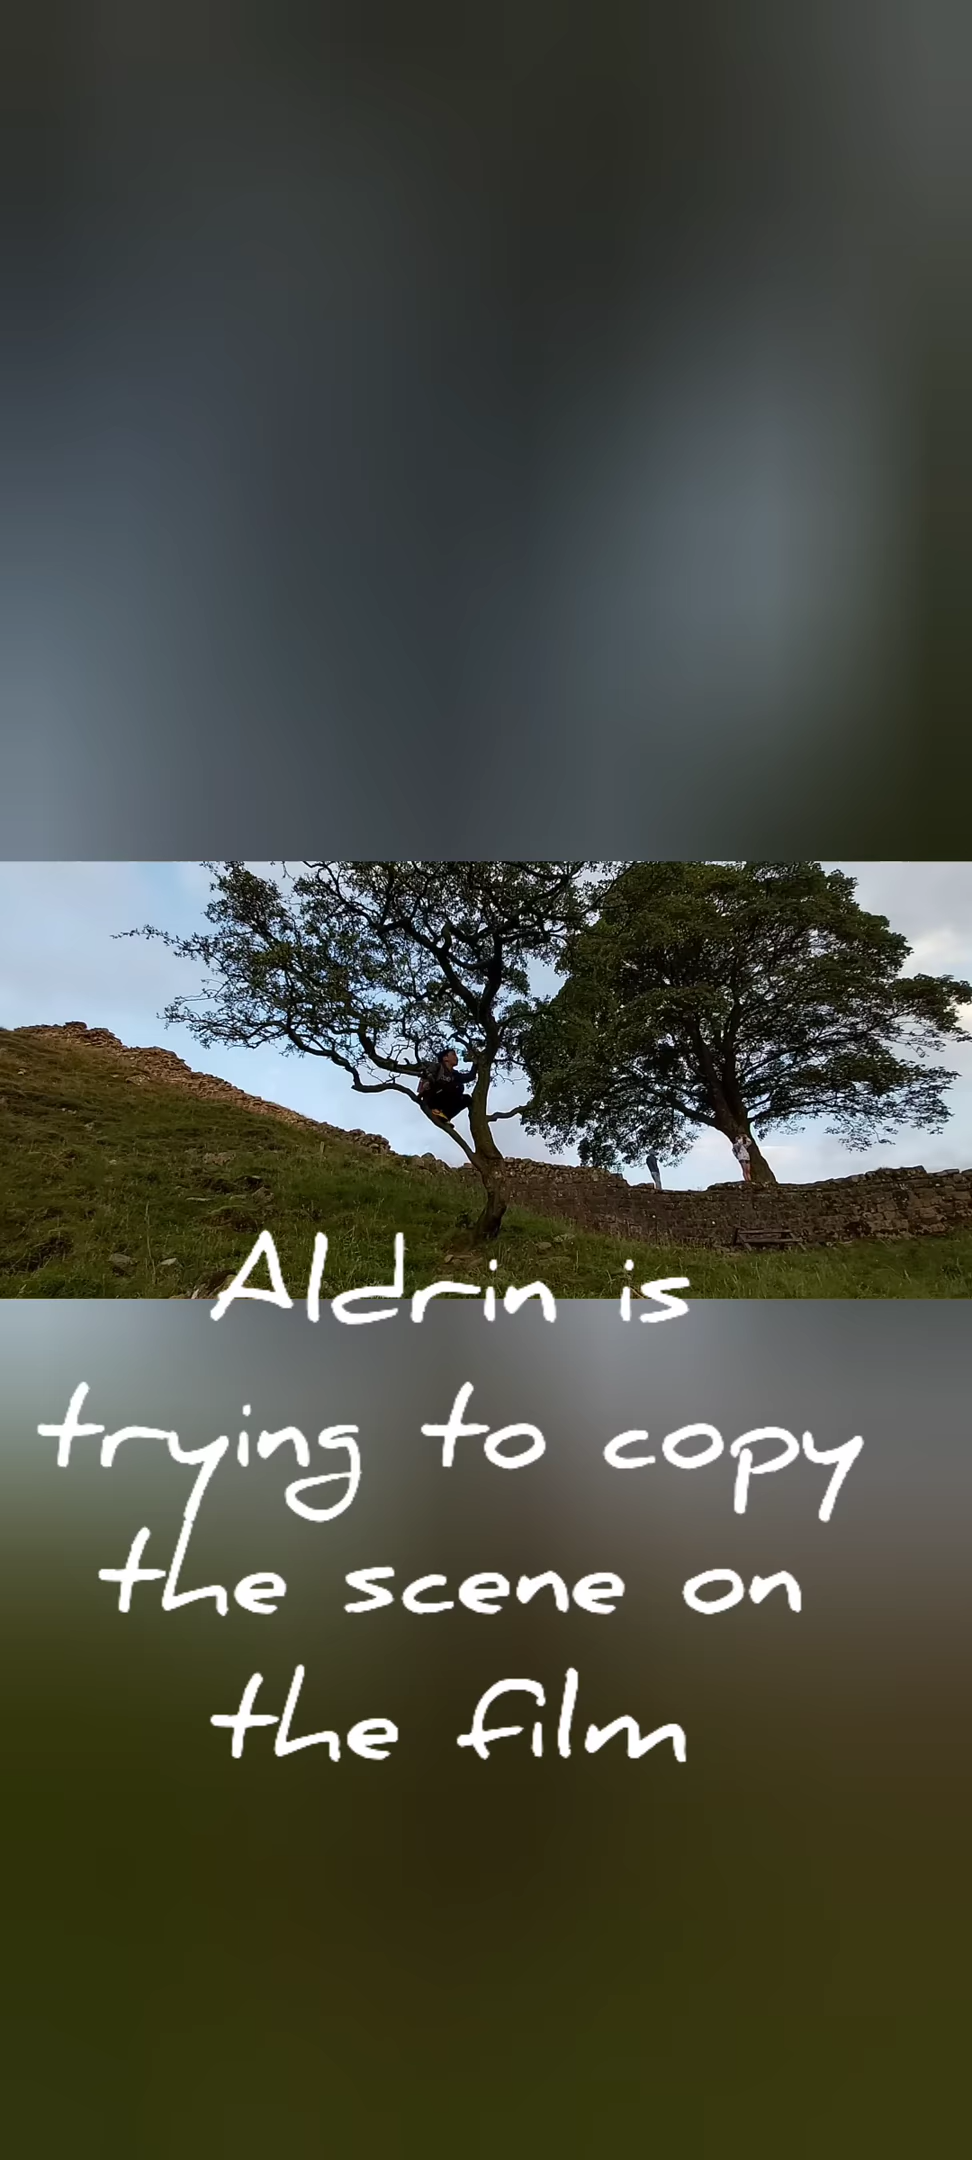 Aldrin is
trying to copy
the scene on
the film